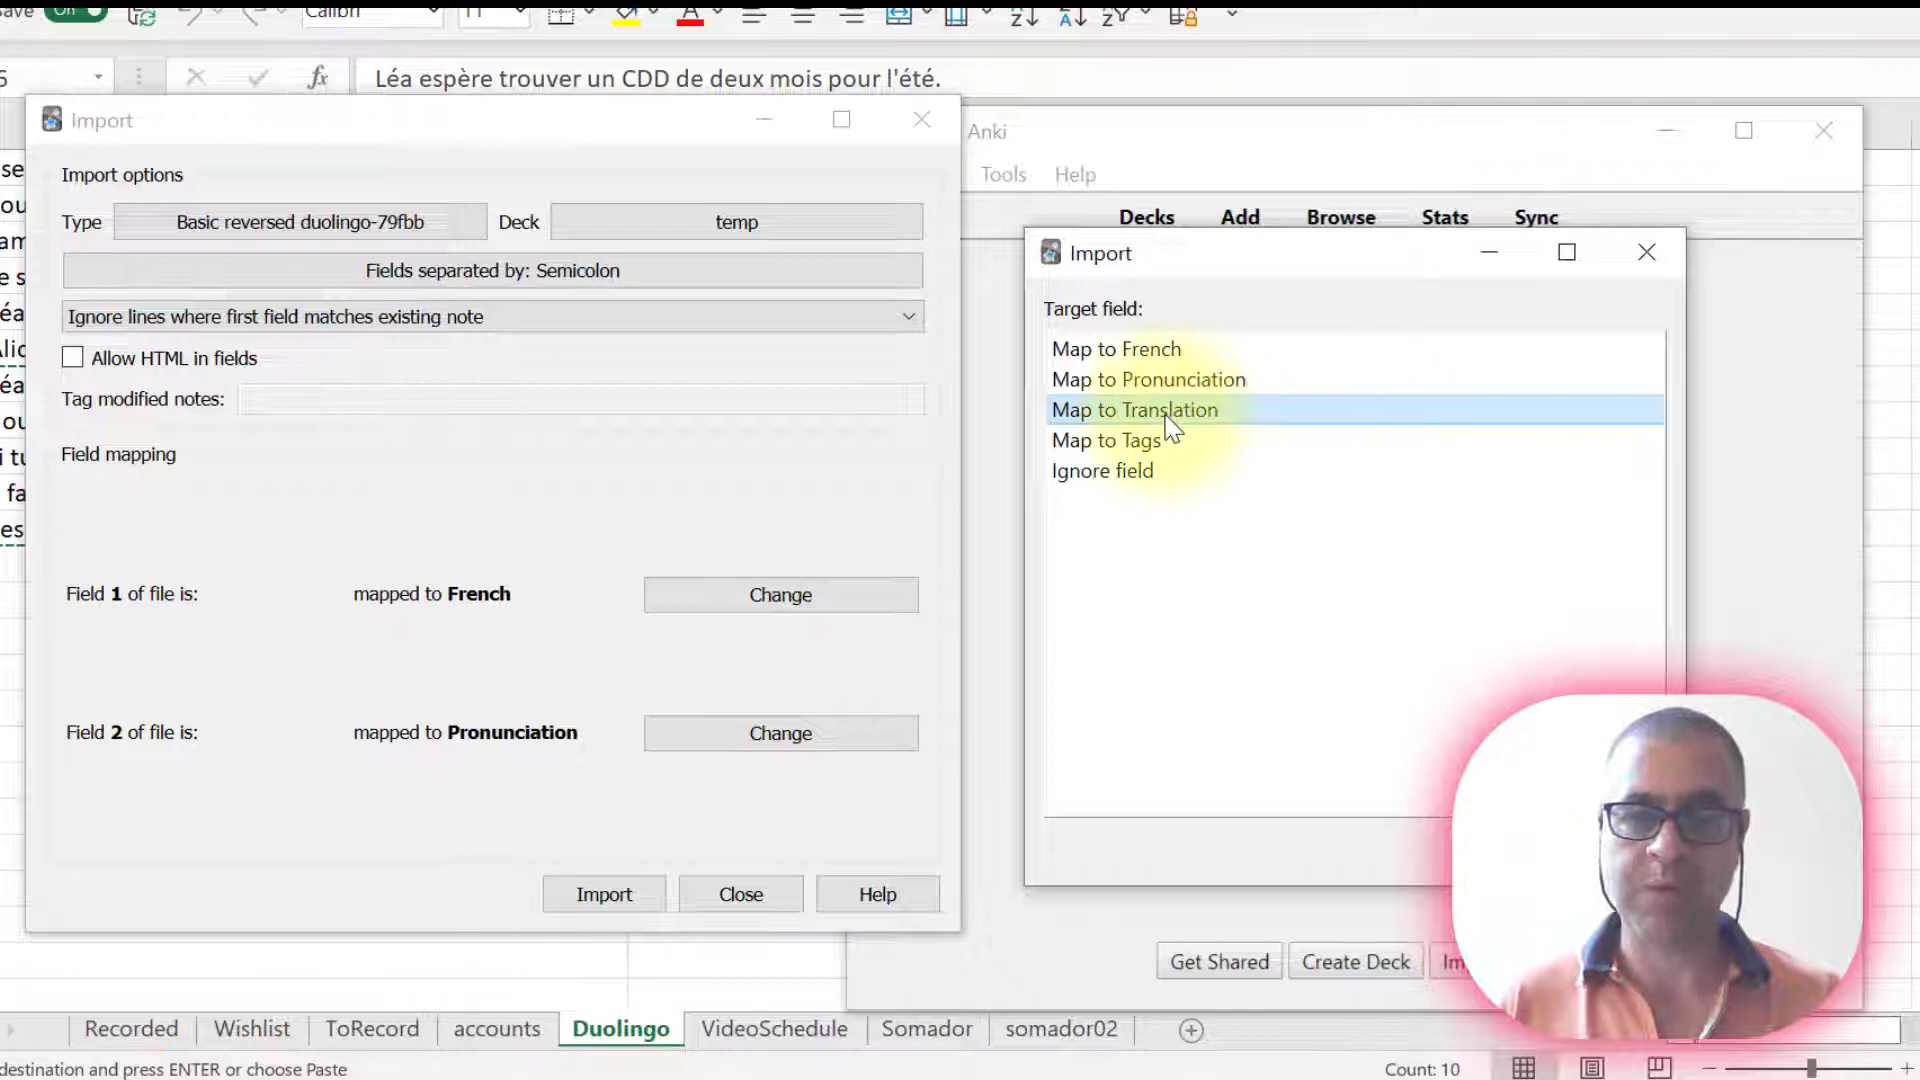 On
Calibri
11
Léa espère trouver un CDD de deux mois pour l'été.
Import
Import options
Type
Basic reversed duolingo-79fbb
Deck
temp
Fields separated by: Semicolon
Ignore lines where first field matches existing note
Allow HTML in fields
Tag modified notes:
Field mapping
Field 1 of file is:
mapped to French
Change
Field 2 of file is:
mapped to Pronunciation
Change
Import
Close
Help
Anki
Tools
Help
Decks
Add
Browse
Stats
Sync
Import
Target field:
Map to French
Map to Pronunciation
Map to Translation
Map to Tags
Ignore field
Get Shared
Create Deck
Im
Recorded
Wishlist
ToRecord
accounts
Duolingo
VideoSchedule
Somador
somador02
destination and press ENTER or choose Paste
Count: 10